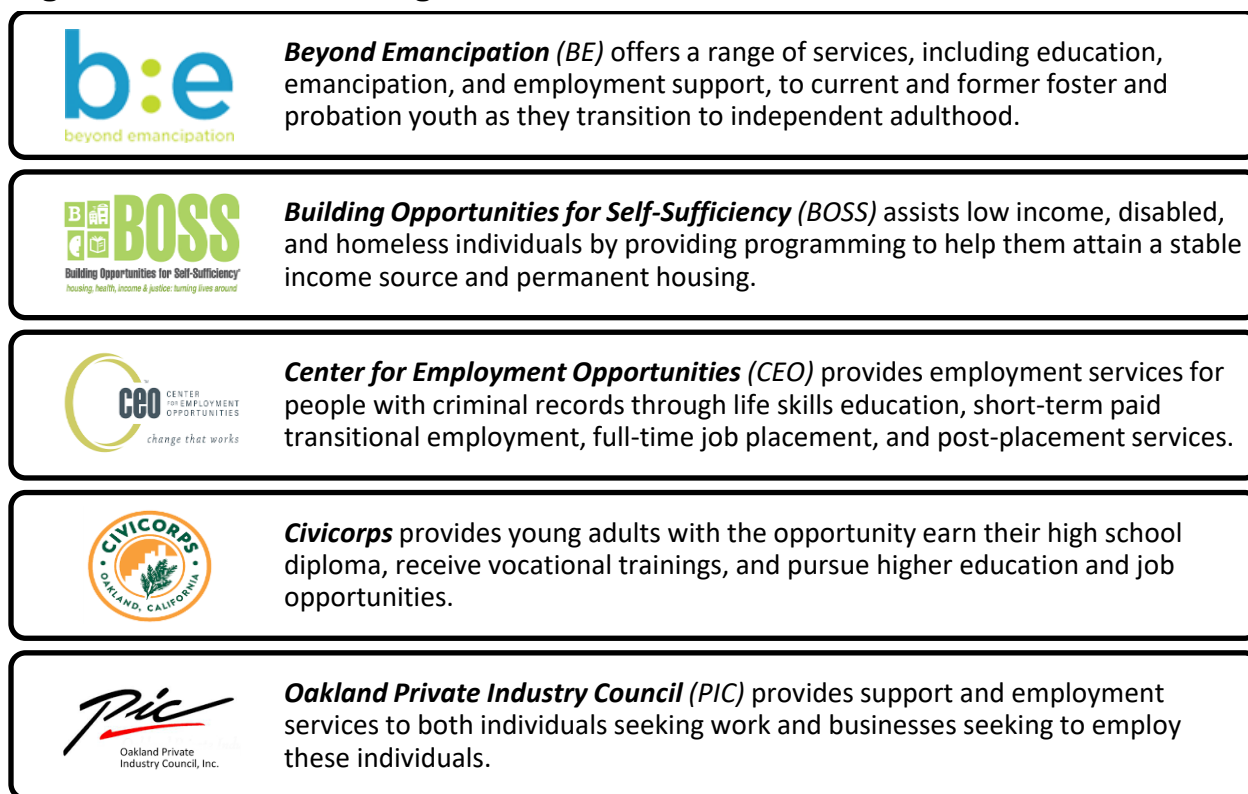 b:e
beyond emancipation
Beyond Emancipation (BE) offers a range of services, including education,
emancipation, and employment support, to current and former foster and
probation youth as they transition to independent adulthood.
B
BOSS
Building Opportunities for Self-Sufficiency
housing, health, income & justice: turning lives around
Building Opportunities for Self-Sufficiency (BOSS) assists low income, disabled,
and homeless individuals by providing programming to help them attain a stable
income source and permanent housing.
ceo
CENTER
FOR EMPLOYMENT
OPPORTUNITIES
change that works
Center for Employment Opportunities (CEO) provides employment services for
people with criminal records through life skills education, short-term paid
transitional employment, full-time job placement, and post-placement services.
CIVICORPS
OAKLAND, CALIFORNIA
Civicorps provides young adults with the opportunity earn their high school
diploma, receive vocational trainings, and pursue higher education and job
opportunities.
Pic
Oakland Private
Industry Council, Inc.
Oakland Private Industry Council (PIC) provides support and employment
services to both individuals seeking work and businesses seeking to employ
these individuals.